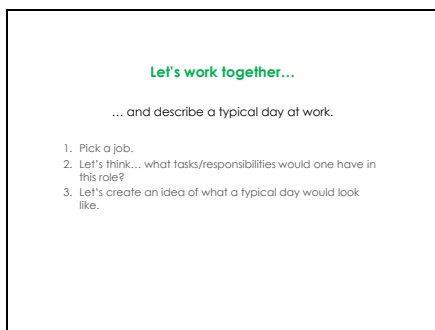 Let's work together…
… and describe a typical day at work.
1. Pick a job.
2. Let's think… what tasks/responsibilities would one have in
this role?
3. Let's create an idea of what a typical day would look
like.